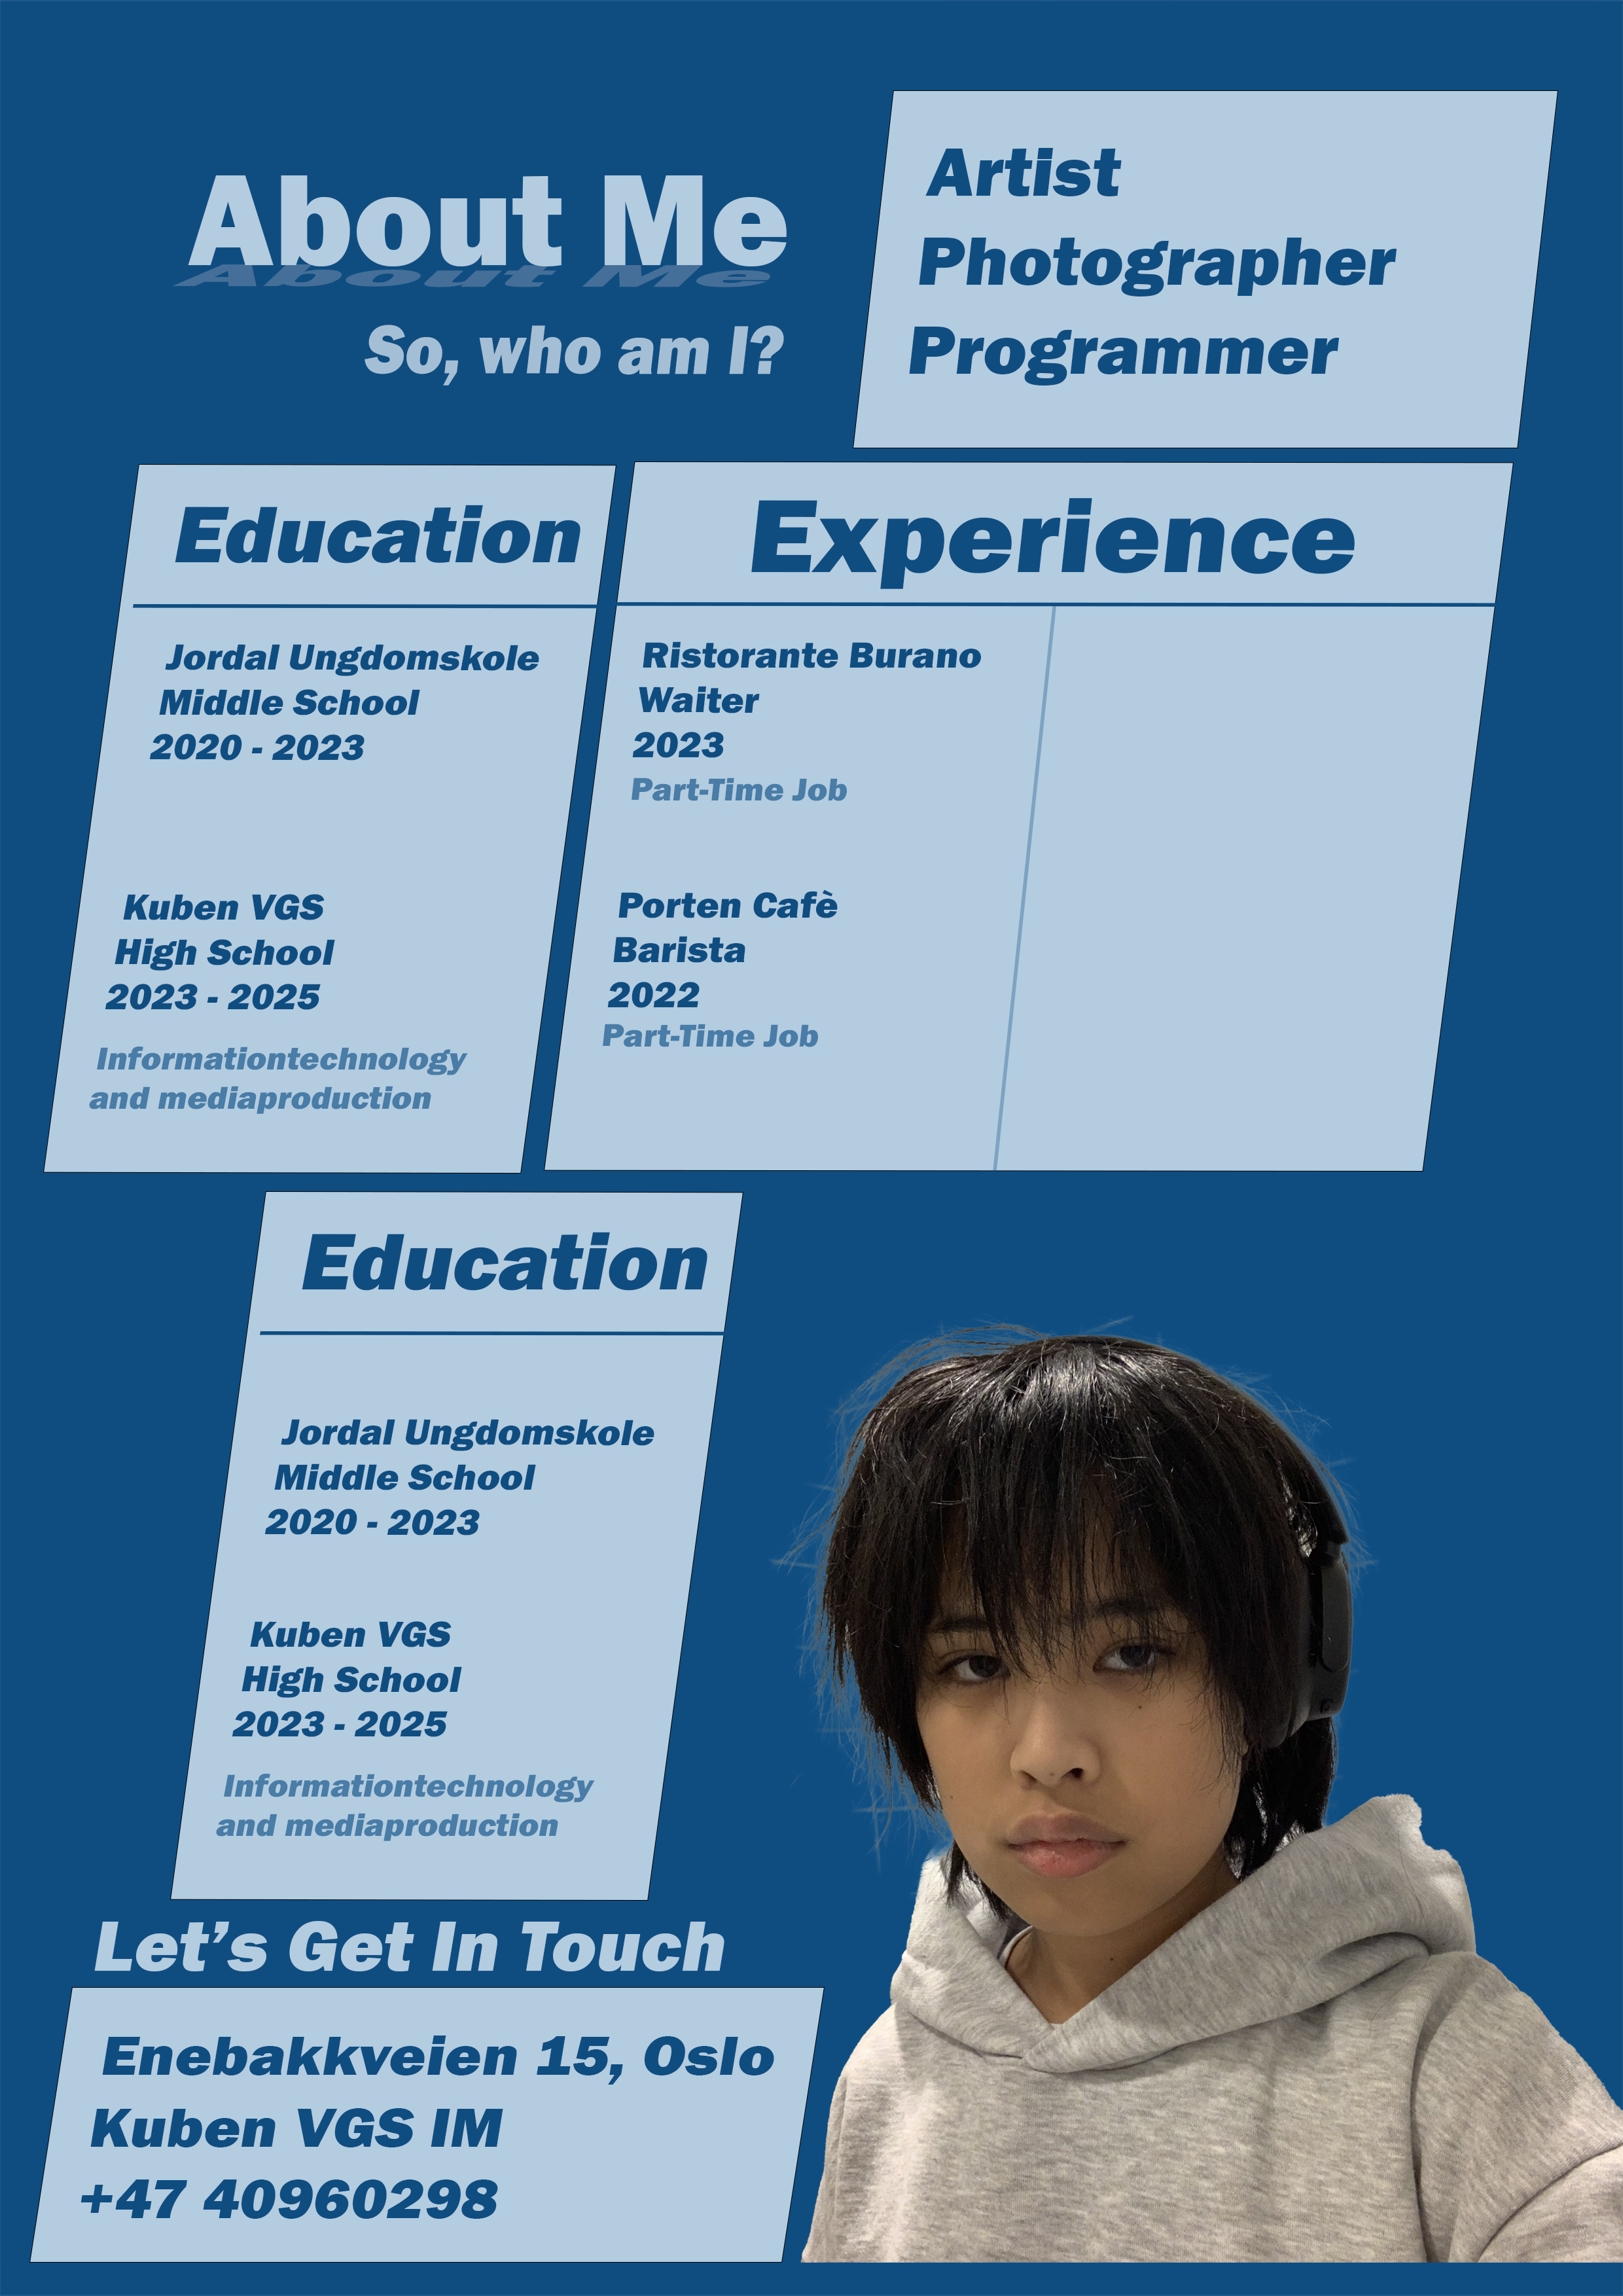 About Me
So, who am I?
Artist
Photographer
Programmer
Education
Jordal Ungdomskole
Middle School
2020 - 2023
Kuben VGS
High School
2023 - 2025
Informationtechnology
and mediaproduction
Experience
Ristorante Burano
Waiter
2023
Part-Time Job
Porten Cafè
Barista
2022
Part-Time Job
Education
Jordal Ungdomskole
Middle School
2020 - 2023
Kuben VGS
High School
2023 - 2025
Informationtechnology
and mediaproduction
Let’s Get In Touch
Enebakkveien 15, Oslo
Kuben VGS IM
+47 40960298